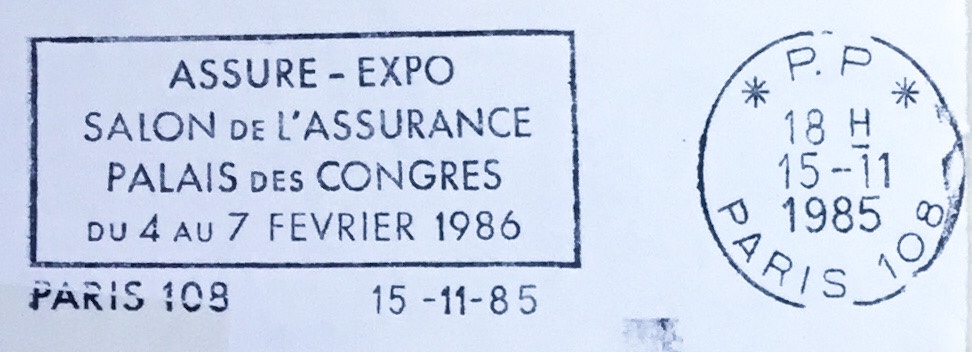 ASSURE - EXPO
SALON DE L'ASSURANCE
PALAIS DES CONGRES
DU 4 AU 7 FEVRIER 1986
PARIS 108 15 -11-85
* P.P *
18 H
15-11
1985
PARIS 108